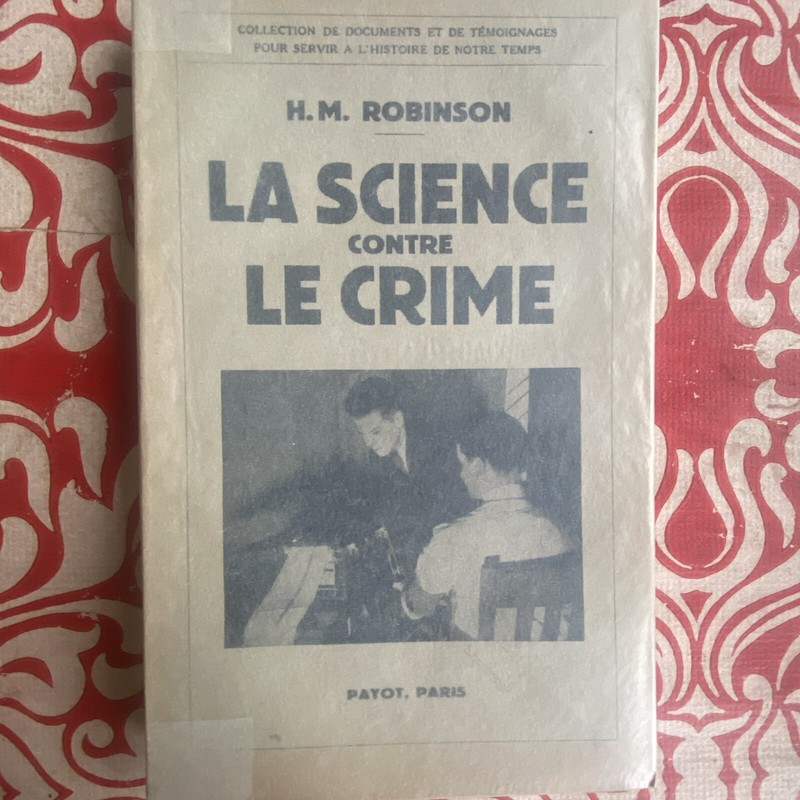 COLLECTION DE DOCUMENTS ET DE TÉMOIGNAGES
POUR SERVIR A L'HISTOIRE DE NOTRE TEMPS
H. M. ROBINSON
LA SCIENCE
CONTRE
LE CRIME
PAYOT, PARIS